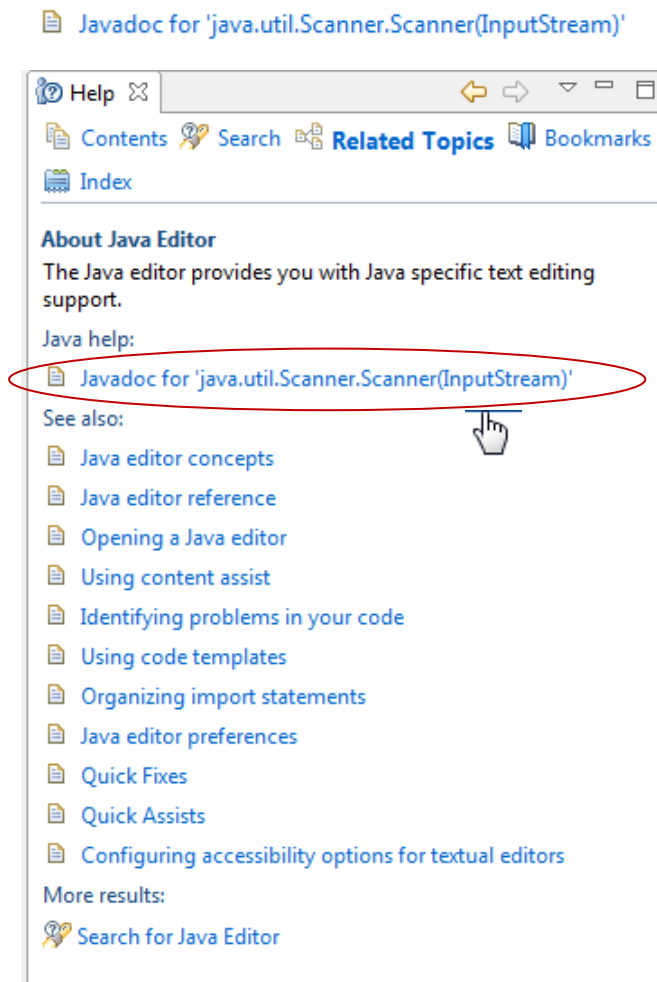 Javadoc for 'java.util.Scanner.Scanner(InputStream)'
Help
Contents Search Related Topics Bookmarks
Index
About Java Editor
The Java editor provides you with Java specific text editing
support.
Java help:
Javadoc for 'java.util.Scanner.Scanner(InputStream)'
See also:
Java editor concepts
Java editor reference
Opening a Java editor
Using content assist
Identifying problems in your code
Using code templates
Organizing import statements
Java editor preferences
Quick Fixes
Quick Assists
Configuring accessibility options for textual editors
More results:
Search for Java Editor